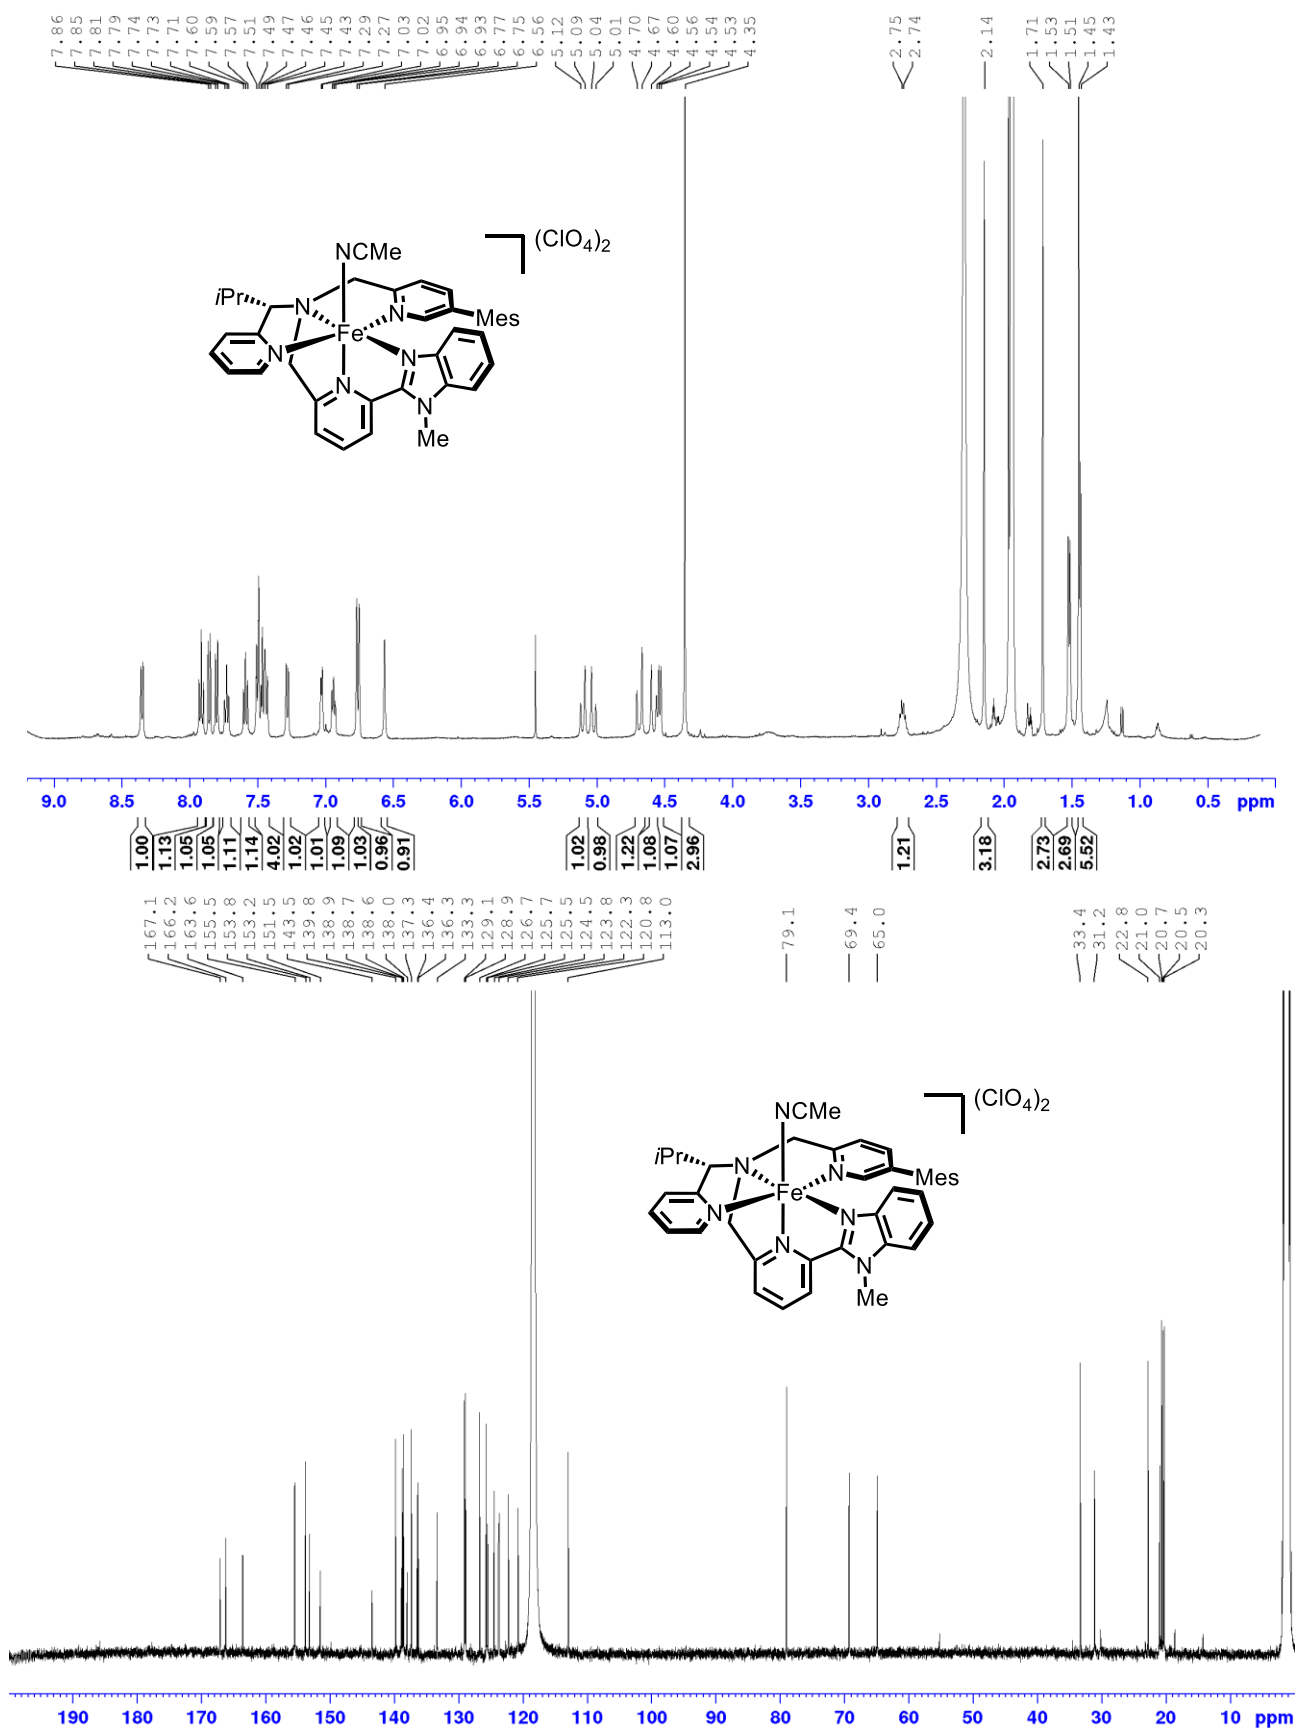 7.86 7.85 7.81 7.79 7.74 7.73 7.71 7.60 7.59 7.57 7.51 7.49 7.47 7.46 7.45 7.43 7.29 7.27 7.03 7.02 6.95 6.94 6.93 6.77 6.75 6.56 5.12 5.09 5.04 5.01 4.70 4.67 4.60 4.56 4.54 4.53 4.35 2.75 2.74 2.14 1.71 1.53 1.51 1.45 1.43
NCMe
(ClO4)2
iPr
N
N
Mes
Fe
N
N
N
N
Me
9.0 8.5 8.0 7.5 7.0 6.5 6.0 5.5 5.0 4.5 4.0 3.5 3.0 2.5 2.0 1.5 1.0 0.5 ppm
1.00 1.13 1.05 1.05 1.11 1.14 4.02 1.02 1.01 1.09 1.03 0.96 0.91 1.02 0.98 1.22 1.08 1.07 2.96 1.21 3.18 2.73 2.69 5.52
167.1 166.2 163.6 155.5 153.8 153.2 151.5 143.5 139.8 138.9 138.7 138.6 138.0 137.3 136.4 136.3 133.3 129.1 128.9 126.7 125.7 125.5 124.5 123.8 122.3 120.8 113.0 79.1 69.4 65.0 33.4 31.2 22.8 21.0 20.7 20.5 20.3
NCMe
(ClO4)2
iPr
N
N
Mes
Fe
N
N
N
N
Me
190 180 170 160 150 140 130 120 110 100 90 80 70 60 50 40 30 20 10 ppm